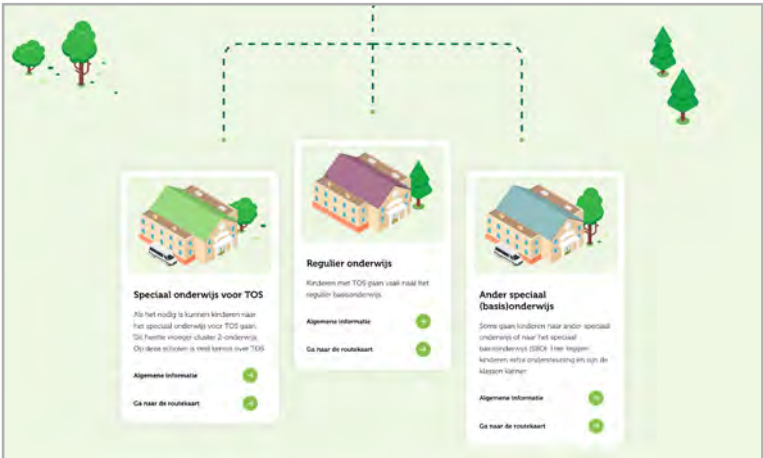 Speciaal onderwijs voor TOS
Als het nodig is kunnen kinderen naar
het speciaal onderwijs voor TOS gaan.
Dit heette vroeger cluster 2-onderwijs.
Op deze scholen is veel kennis over TOS
Algemene informatie
Ga naar de routekaart
Regulier onderwijs
Kinderen met TOS gaan vaak naar het
regulier basisonderwijs.
Algemene informatie
Ga naar de routekaart
Ander speciaal
(basis)onderwijs
Soms gaan kinderen naar ander speciaal
onderwijs of naar het speciaal
basisonderwijs (SBO). Hier krijgen
kinderen extra ondersteuning en zijn de
klassen kleiner.
Algemene informatie
Ga naar de routekaart